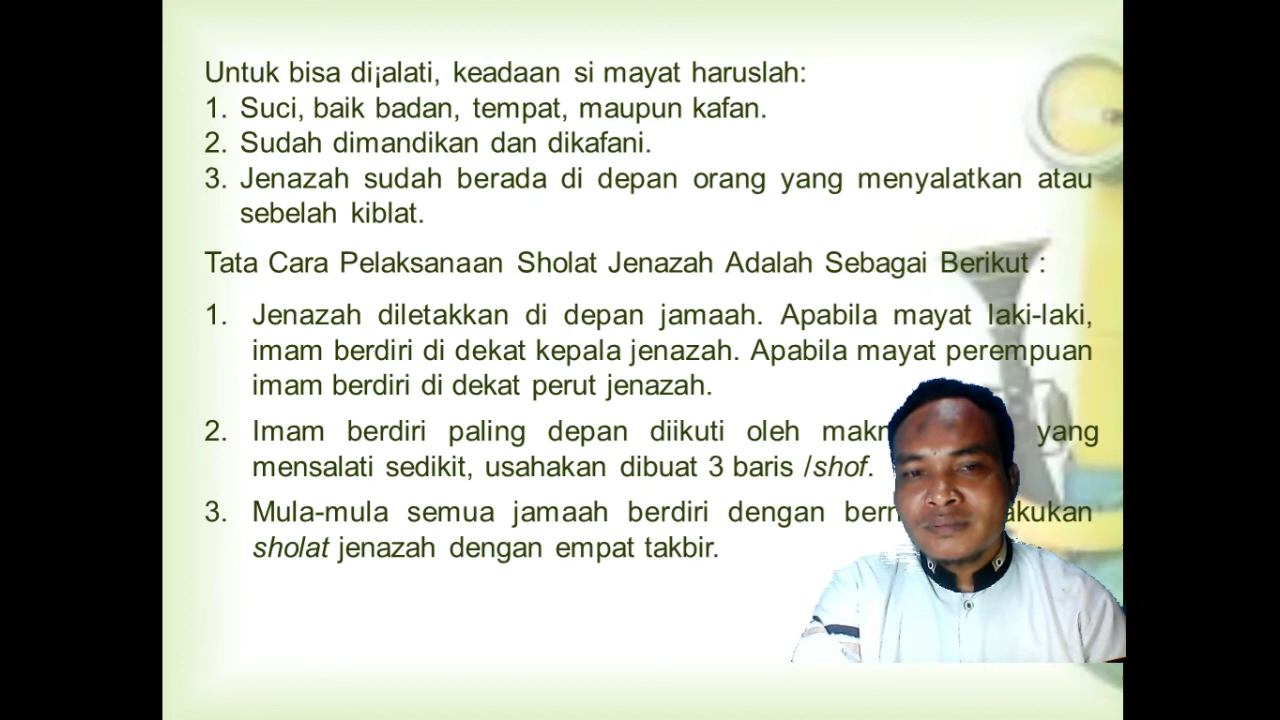 Untuk bisa di¡alati, keadaan si mayat haruslah:
1. Suci, baik badan, tempat, maupun kafan.
2. Sudah dimandikan dan dikafani.
3. Jenazah sudah berada di depan orang yang menyalatkan atau
sebelah kiblat.
Tata Cara Pelaksanaan Sholat Jenazah Adalah Sebagai Berikut :
1. Jenazah diletakkan di depan jamaah. Apabila mayat laki-laki,
imam berdiri di dekat kepala jenazah. Apabila mayat perempuan
imam berdiri di dekat perut jenazah.
2. Imam berdiri paling depan diikuti oleh yang
mensalati sedikit, usahakan dibuat 3 baris /shof.
3. Mula-mula semua jamaah berdiri dengan
sholat jenazah dengan empat takbir.